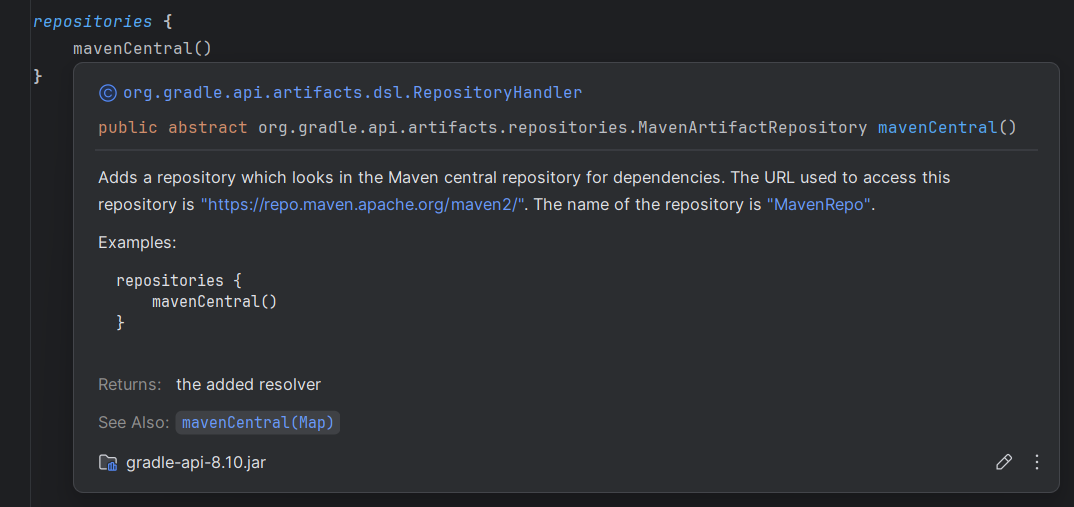 repositories {
    mavenCentral()
}
org.gradle.api.artifacts.dsl.RepositoryHandler
public abstract org.gradle.api.artifacts.repositories.MavenArtifactRepository mavenCentral()
Adds a repository which looks in the Maven central repository for dependencies. The URL used to access this
repository is "https://repo.maven.apache.org/maven2/". The name of the repository is "MavenRepo".
Examples:
repositories {
    mavenCentral()
}
Returns: the added resolver
See Also: mavenCentral(Map)
gradle-api-8.10.jar